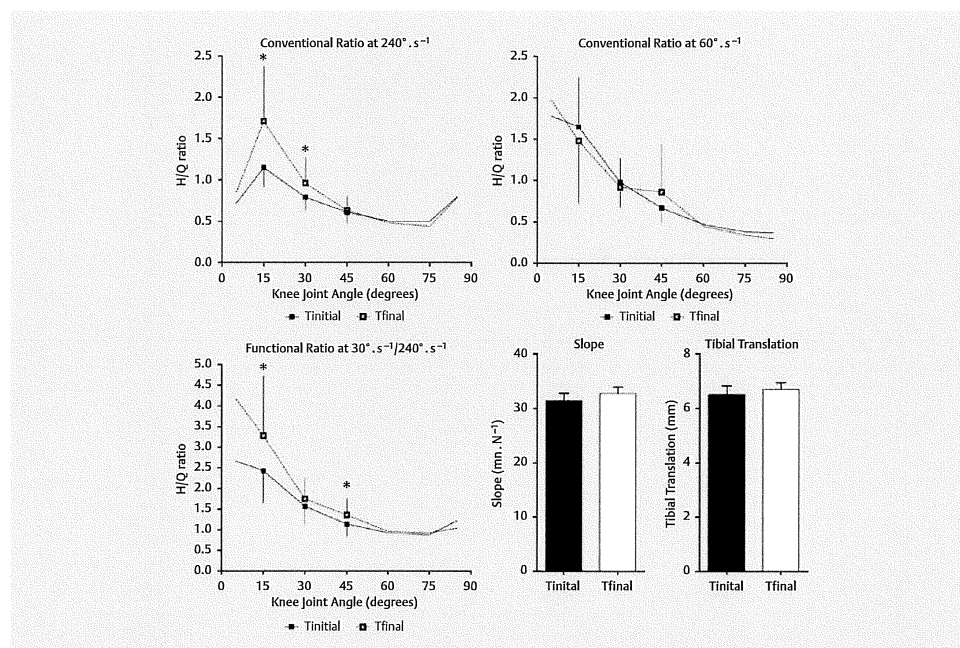 Conventional Ratio at 240°.s⁻¹
2.5
*
2.0
1.5
*
1.0
0.5
0.0
H/Q ratio
0 15 30 45 60 75 90
Knee Joint Angle (degrees)
Tinitial Tfinal
Conventional Ratio at 60°.s⁻¹
2.5
2.0
1.5
1.0
0.5
0.0
H/Q ratio
0 15 30 45 60 75 90
Knee Joint Angle (degrees)
Tinitial Tfinal
Functional Ratio at 30°.s⁻¹/240°.s⁻¹
5.0
*
4.5
4.0
3.5
3.0
2.5
2.0
*
1.5
1.0
0.5
0.0
H/Q ratio
0 15 30 45 60 75 90
Knee Joint Angle (degrees)
Tinitial Tfinal
Slope
40
30
20
10
0
Slope (mn.N⁻¹)
Tinital Tfinal
Tibial Translation
8
6
4
2
0
Tibial Translation (mm)
Tinital Tfinal